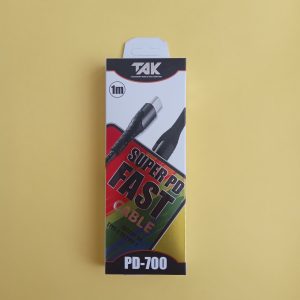 TAK
1m
SUPER PD
FAST
CABLE
PD-700